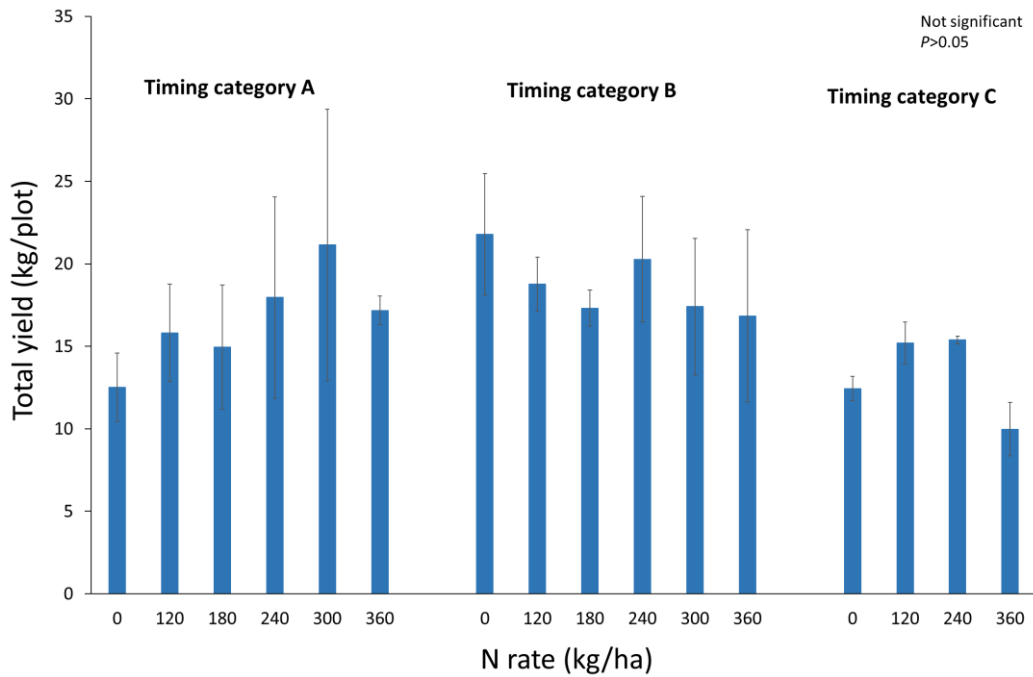 35
30
25
20
15
10
5
0
Total yield (kg/plot)
Not significant
P>0.05
Timing category A
Timing category B
Timing category C
0 120 180 240 300 360 0 120 180 240 300 360 0 120 240 360
N rate (kg/ha)